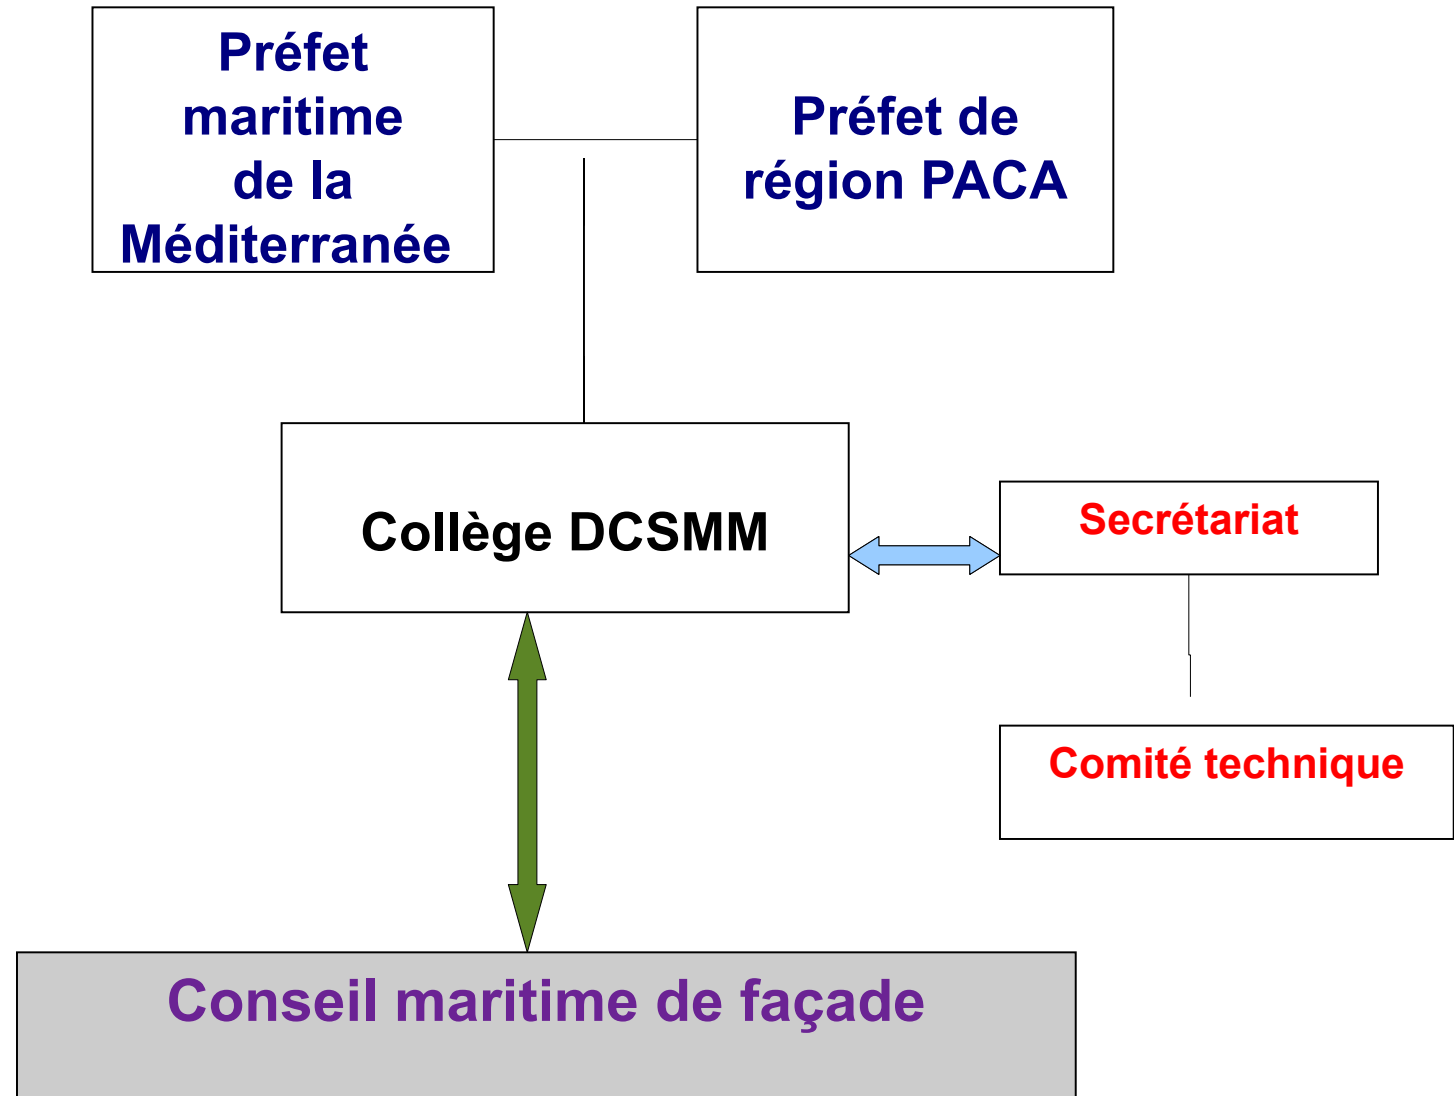 Préfet
maritime
de la
Méditerranée
Préfet de
région PACA
Collège DCSMM
Secrétariat
Comité technique
Conseil maritime de façade